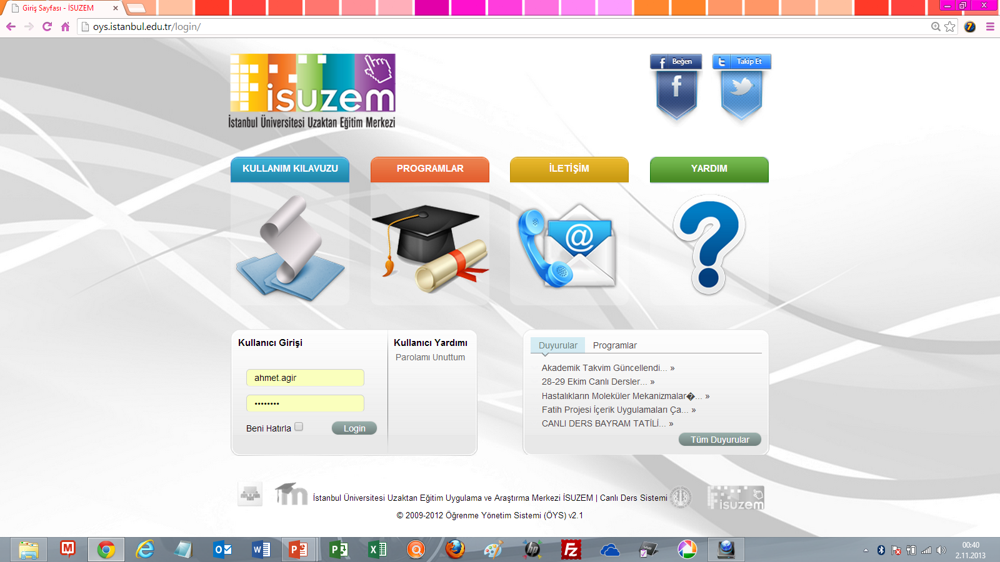 Giriş Sayfası - İSUZEM
oys.istanbul.edu.tr/login/
7
isuzem
İstanbul Üniversitesi Uzaktan Eğitim Merkezi
f Beğen
t Takip Et
f
KULLANIM KILAVUZU
PROGRAMLAR
İLETİŞİM
YARDIM
@
?
Kullanıcı Girişi
ahmet.agir
••••••••
Beni Hatırla
Login
Kullanıcı Yardımı
Parolamı Unuttum
Duyurular Programlar
Akademik Takvim Güncellendi... »
28-29 Ekim Canlı Dersler... »
Hastalıkların Moleküler Mekanizmalar�... »
Fatih Projesi İçerik Uygulamaları Ça... »
CANLI DERS BAYRAM TATİLİ... »
Tüm Duyurular
m İstanbul Üniversitesi Uzaktan Eğitim Uygulama ve Araştırma Merkezi İSUZEM | Canlı Ders Sistemi
isuzem
© 2009-2012 Öğrenme Yönetim Sistemi (ÖYS) v2.1
00:40
2.11.2013